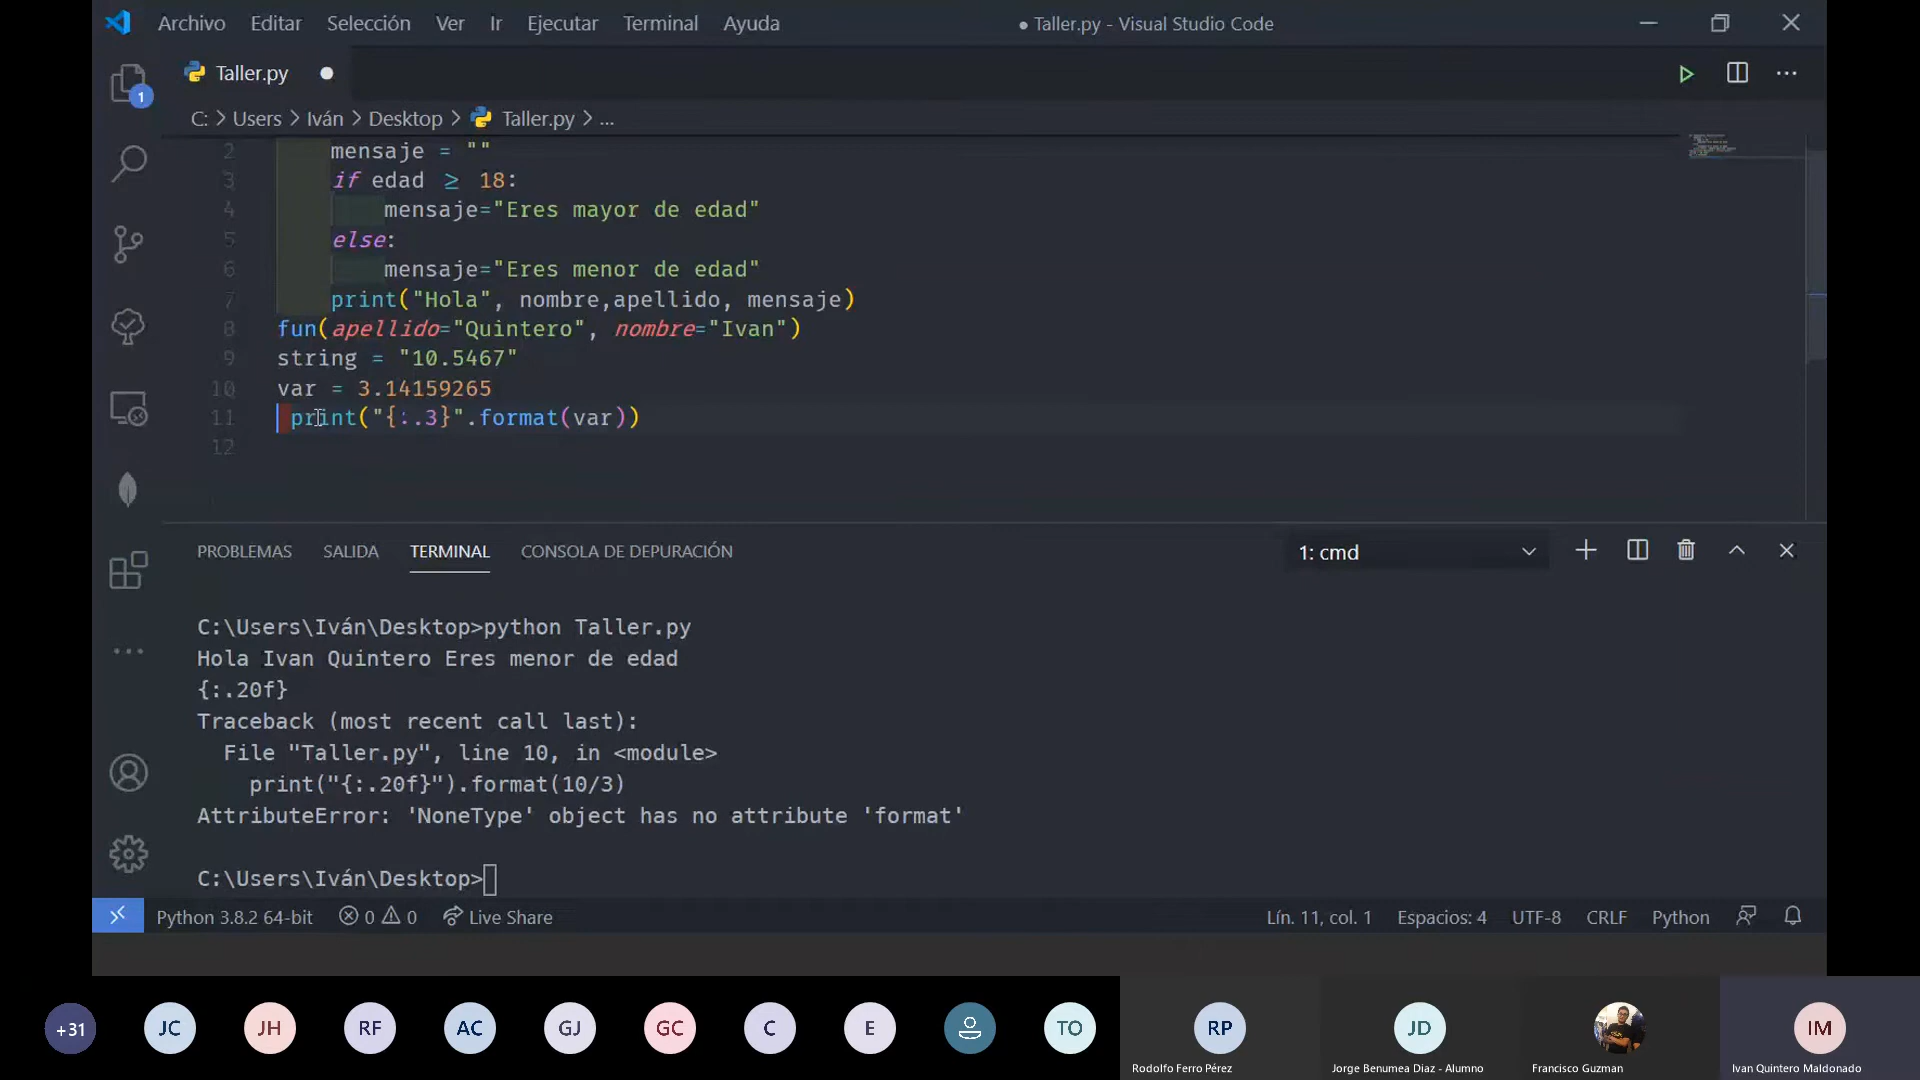 Archivo Editar Selección Ver Ir Ejecutar Terminal Ayuda ● Taller.py - Visual Studio Code
Taller.py
1
C: > Users > Iván > Desktop > Taller.py > ...
2 mensaje = ""
3 if edad ≥ 18:
4 mensaje="Eres mayor de edad"
5 else:
6 mensaje="Eres menor de edad"
7 print("Hola", nombre,apellido, mensaje)
8 fun(apellido="Quintero", nombre="Ivan")
9 string = "10.5467"
10 var = 3.14159265
11 print("{:.3}".format(var))
12
PROBLEMAS SALIDA TERMINAL CONSOLA DE DEPURACIÓN 1: cmd
C:\Users\Iván\Desktop>python Taller.py
Hola Ivan Quintero Eres menor de edad
{:.20f}
Traceback (most recent call last):
File "Taller.py", line 10, in <module>
print("{:.20f}").format(10/3)
AttributeError: 'NoneType' object has no attribute 'format'
C:\Users\Iván\Desktop>
Python 3.8.2 64-bit 0 0 Live Share Lín. 11, col. 1 Espacios: 4 UTF-8 CRLF Python
+31 JC JH RF AC GJ GC C E TO RP JD IM
Rodolfo Ferro Pérez Jorge Benumea Diaz - Alumno Francisco Guzman Ivan Quintero Maldonado